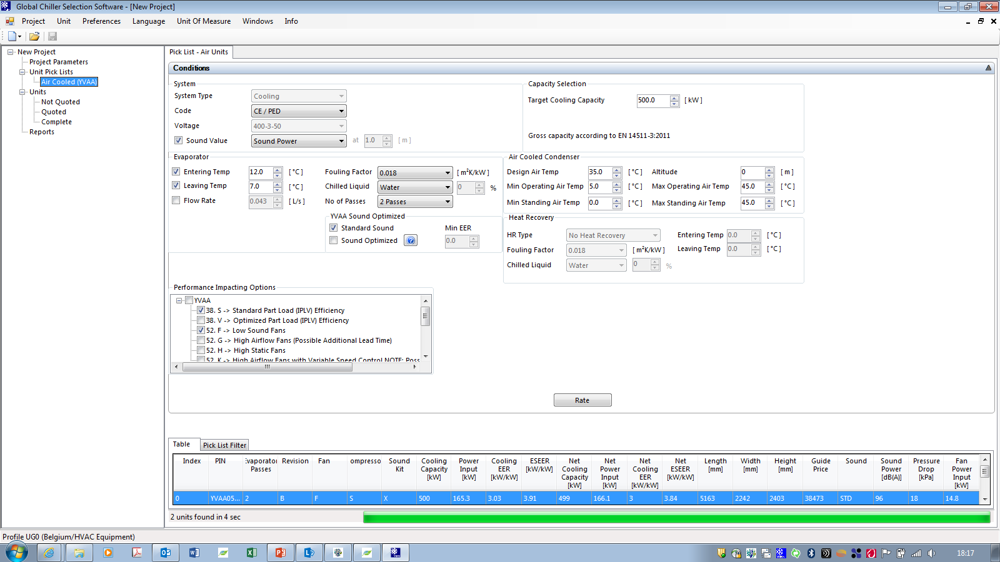 Global Chiller Selection Software - [New Project]
Project Unit Preferences Language Unit Of Measure Windows Info
New Project
Project Parameters
Unit Pick Lists
Air Cooled (YVAA)
Units
Not Quoted
Quoted
Complete
Reports
Pick List - Air Units
Conditions
System
System Type Cooling
Code CE / PED
Voltage 400-3-50
Sound Value Sound Power at 1.0 [ m ]
Capacity Selection
Target Cooling Capacity 500.0 [ kW ]
Gross capacity according to EN 14511-3:2011
Evaporator
Entering Temp 12.0 [ °C ]
Leaving Temp 7.0 [ °C ]
Flow Rate 0.043 [ L/s ]
Fouling Factor 0.018 [ m²K/kW ]
Chilled Liquid Water 0 %
No of Passes 2 Passes
YVAA Sound Optimized
Standard Sound Min EER
Sound Optimized 0.0
Air Cooled Condenser
Design Air Temp 35.0 [ °C ] Altitude 0 [ m ]
Min Operating Air Temp 5.0 [ °C ] Max Operating Air Temp 45.0 [ °C ]
Min Standing Air Temp 0.0 [ °C ] Max Standing Air Temp 45.0 [ °C ]
Heat Recovery
HR Type No Heat Recovery Entering Temp 0.0 [ °C ]
Fouling Factor 0.018 [ m²K/kW ] Leaving Temp 0.0 [ °C ]
Chilled Liquid Water 0 %
Performance Impacting Options
YVAA
38. S -> Standard Part Load (IPLV) Efficiency
38. V -> Optimized Part Load (IPLV) Efficiency
52. F -> Low Sound Fans
52. G -> High Airflow Fans (Possible Additional Lead Time)
52. H -> High Static Fans
52. K -> High Airflow Fans with Variable Speed Control NOTE: Poss
Rate
Table Pick List Filter
Index PIN Evaporator Revision Fan ompresso Sound Cooling Power Cooling ESEER Net Net Net Net Length Width Height Guide Sound Sound Pressure Fan
Passes Kit Capacity Input EER [kW/kW] Cooling Power Cooling ESEER [mm] [mm] [mm] Price Power Drop Power
[kW] [kW] [kW/kW] Capacity Input EER [kW/kW] [dB(A)] [kPa] Input
[kW] [kW] [kW/kW] [kW]
0 YVAA05... 2 B F S X 500 165.3 3.03 3.91 499 166.1 3 3.84 5163 2242 2403 38473 STD 96 18 14.8
2 units found in 4 sec
Profile UG0 (Belgium/HVAC Equipment)
18:17